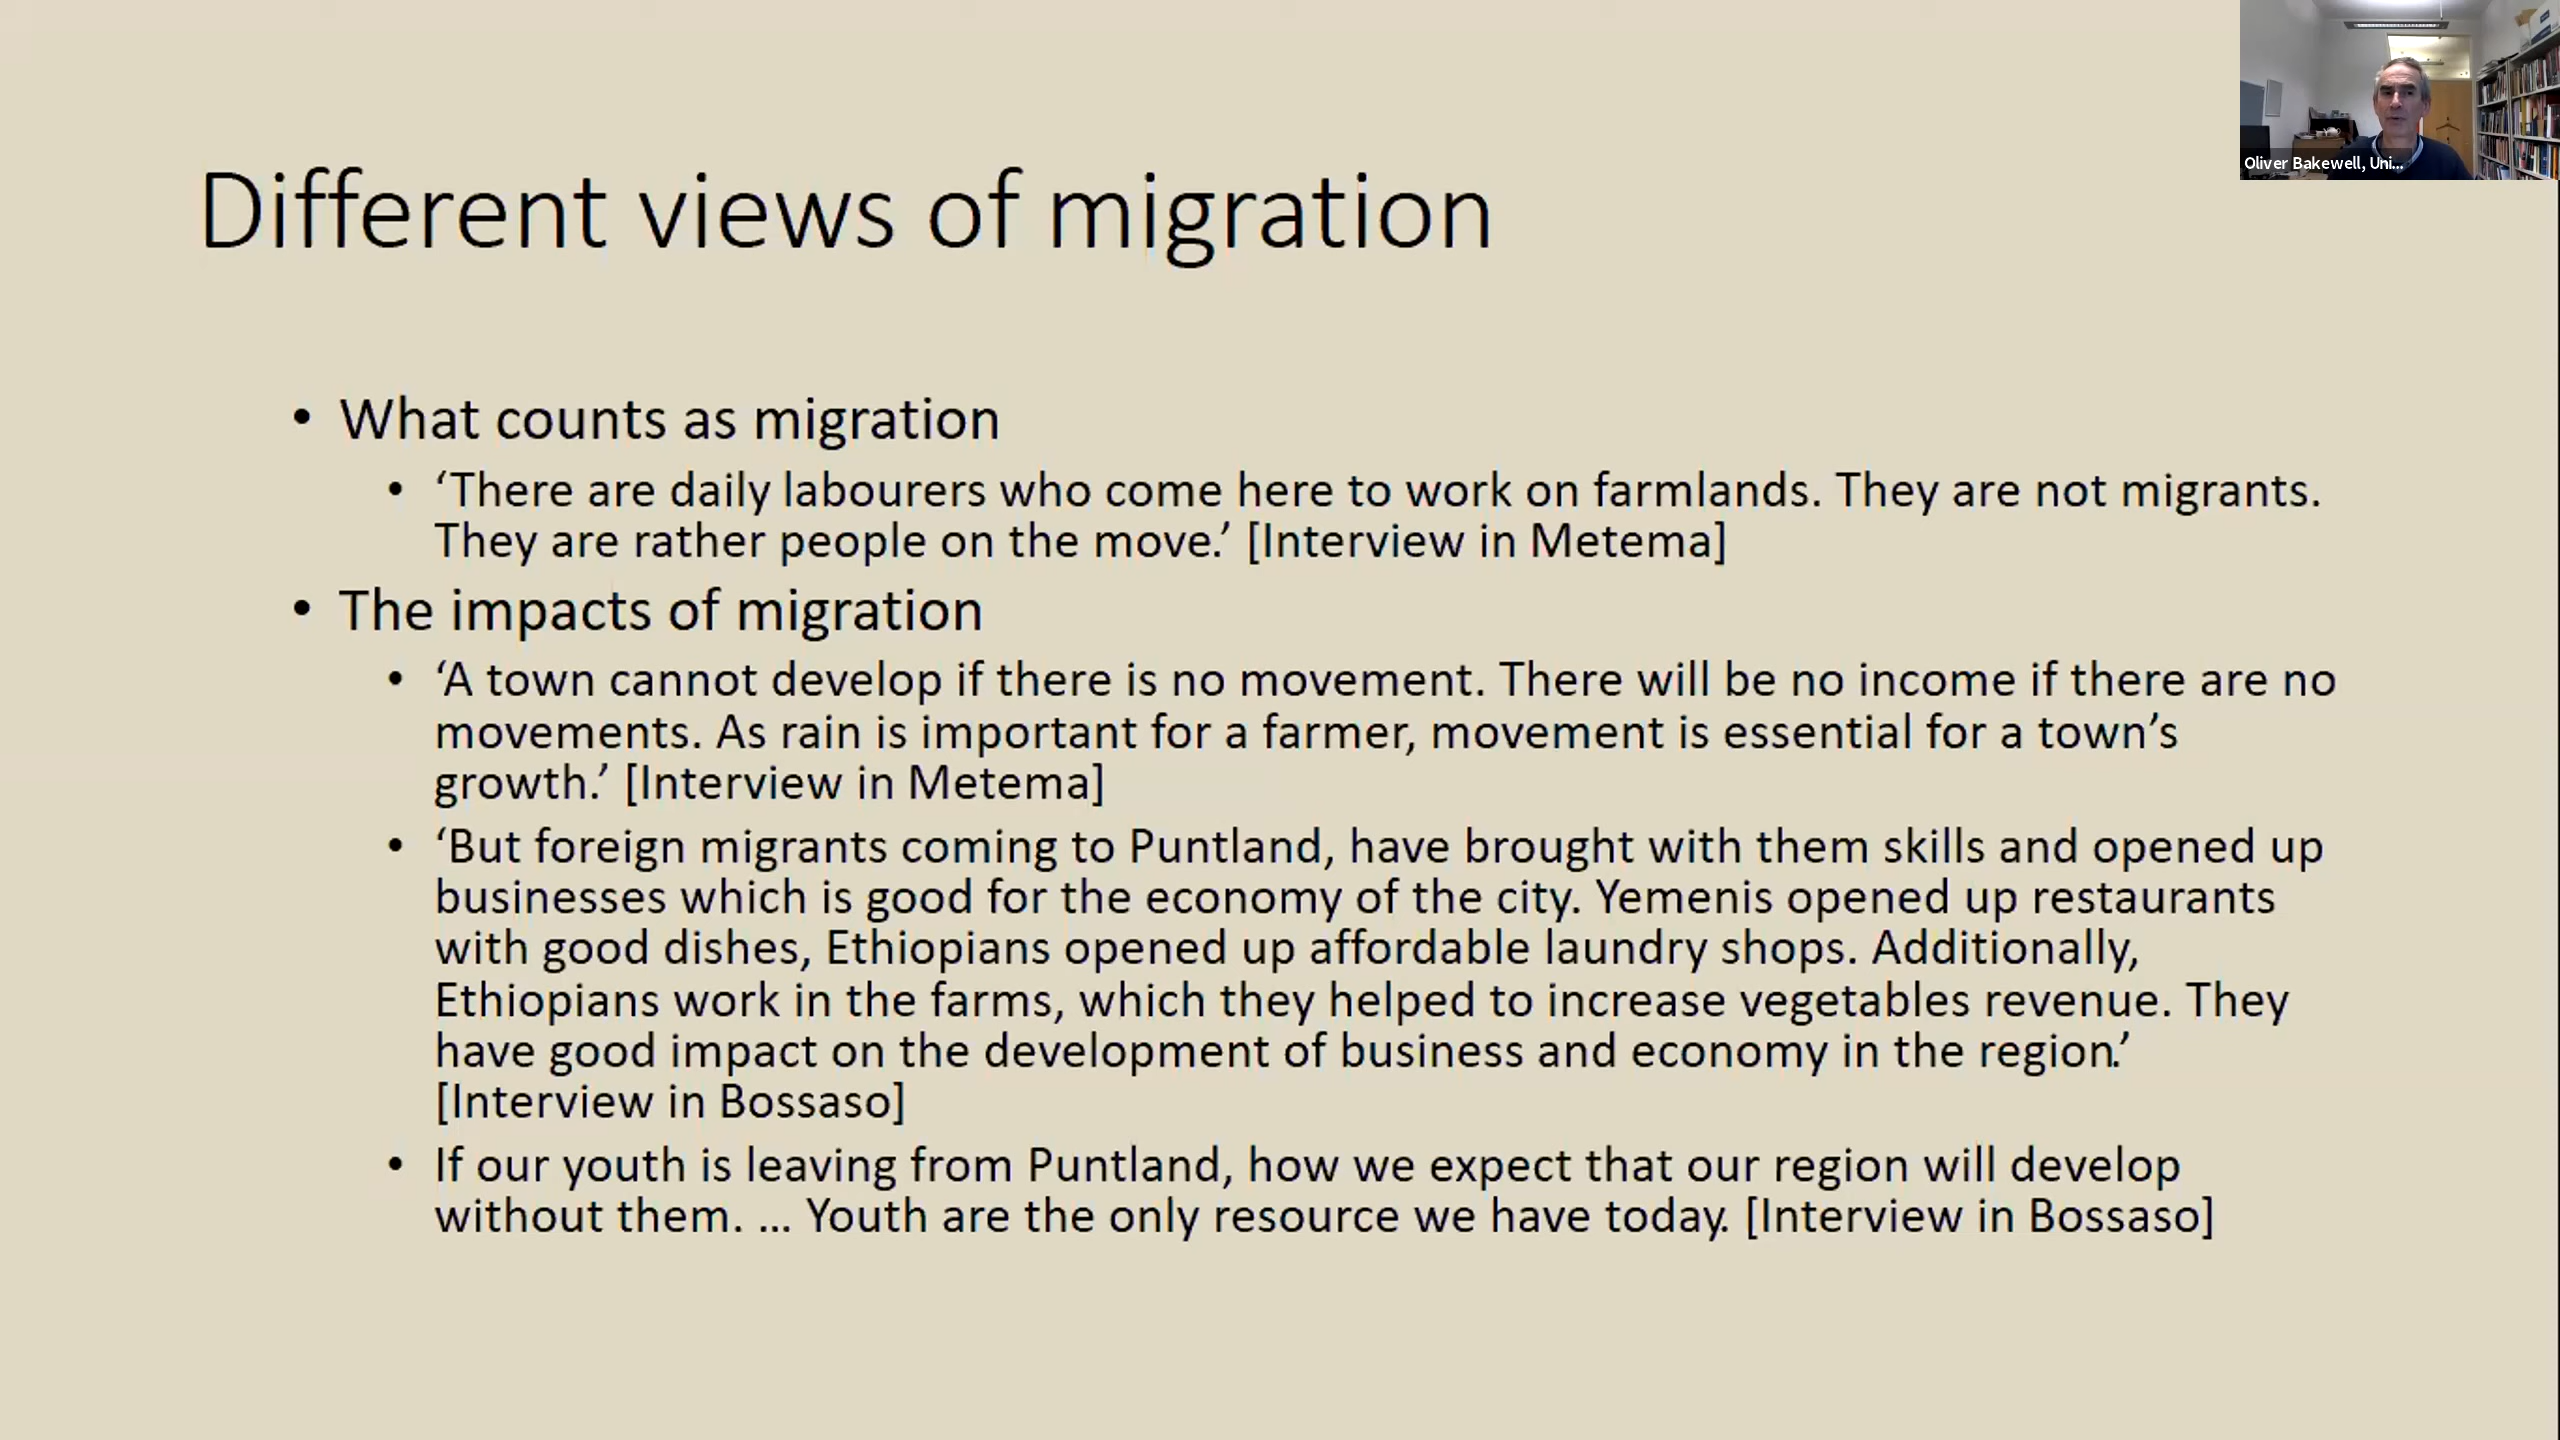 Different views of migration
• What counts as migration
• ‘There are daily labourers who come here to work on farmlands. They are not migrants.
They are rather people on the move.’ [Interview in Metema]
• The impacts of migration
• ‘A town cannot develop if there is no movement. There will be no income if there are no
movements. As rain is important for a farmer, movement is essential for a town’s
growth.’ [Interview in Metema]
• ‘But foreign migrants coming to Puntland, have brought with them skills and opened up
businesses which is good for the economy of the city. Yemenis opened up restaurants
with good dishes, Ethiopians opened up affordable laundry shops. Additionally,
Ethiopians work in the farms, which they helped to increase vegetables revenue. They
have good impact on the development of business and economy in the region.’
[Interview in Bossaso]
• If our youth is leaving from Puntland, how we expect that our region will develop
without them. ... Youth are the only resource we have today. [Interview in Bossaso]
Oliver Bakewell, Uni...